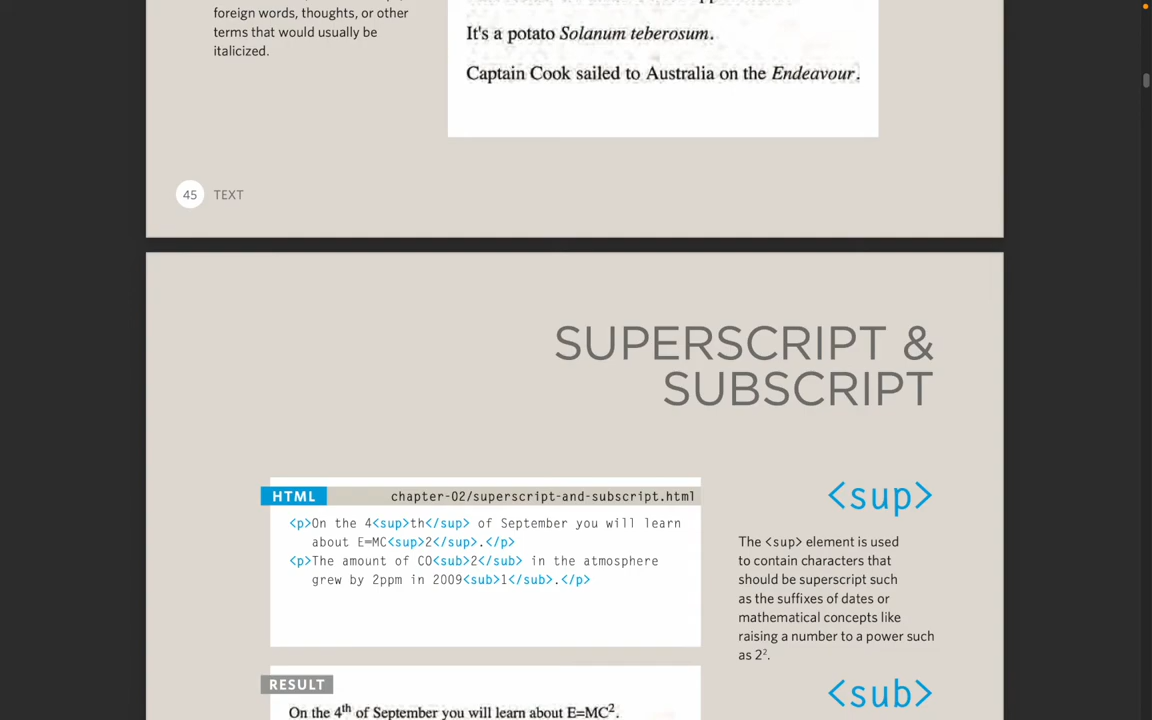 foreign words, thoughts, or other
terms that would usually be
italicized.
It's a potato Solanum teberosum.
Captain Cook sailed to Australia on the Endeavour.
45 TEXT
SUPERSCRIPT &
SUBSCRIPT
HTML chapter-02/superscript-and-subscript.html
<p>On the 4<sup>th</sup> of September you will learn
about E=MC<sup>2</sup>.</p>
<p>The amount of CO<sub>2</sub> in the atmosphere
grew by 2ppm in 2009<sub>1</sub>.</p>
<sup>
The <sup> element is used
to contain characters that
should be superscript such
as the suffixes of dates or
mathematical concepts like
raising a number to a power such
as 2².
RESULT
On the 4th of September you will learn about E=MC².
<sub>